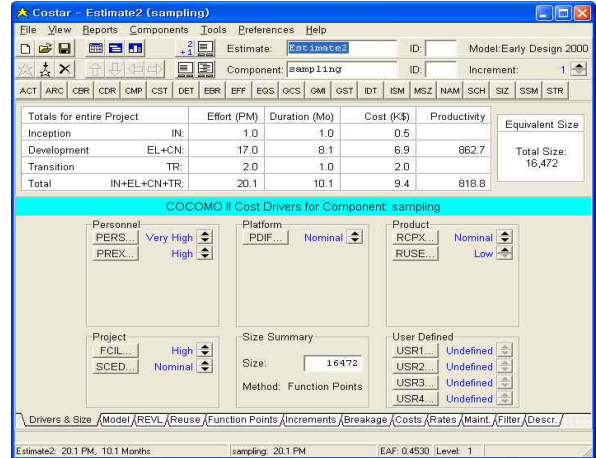 Costar - Estimate2 (sampling)
File View Reports Components Tools Preferences Help
Estimate: Estimate2 ID: Model:Early Design 2000
Component: sampling ID: Increment: 1
ACT ARC CBR CDR CMP CST DET EBR EFF EQS GCS GMI GST IDT ISM MSZ NAM SCH SIZ SSM STR
Totals for entire Project Effort (PM) Duration (Mo) Cost (K$) Productivity Equivalent Size
Inception IN: 1.0 1.0 0.5
Development EL+CN: 17.0 8.1 6.9 862.7 Total Size:
Transition TR: 2.0 1.0 2.0 16,472
Total IN+EL+CN+TR: 20.1 10.1 9.4 818.8
COCOMO II Cost Drivers for Component: sampling
Personnel Platform Product
PERS... Very High PDIF... Nominal RCPX... Nominal
PREX... High RUSE... Low
Project Size Summary User Defined
FCIL... High Size: 16472 USR1... Undefined
SCED... Nominal USR2... Undefined
Method: Function Points USR3... Undefined
USR4... Undefined
Drivers & Size Model REVL Reuse Function Points Increments Breakage Costs Rates Maint. Filter Descr.
Estimate2: 20.1 PM, 10.1 Months sampling: 20.1 PM EAF: 0.4530 Level: 1